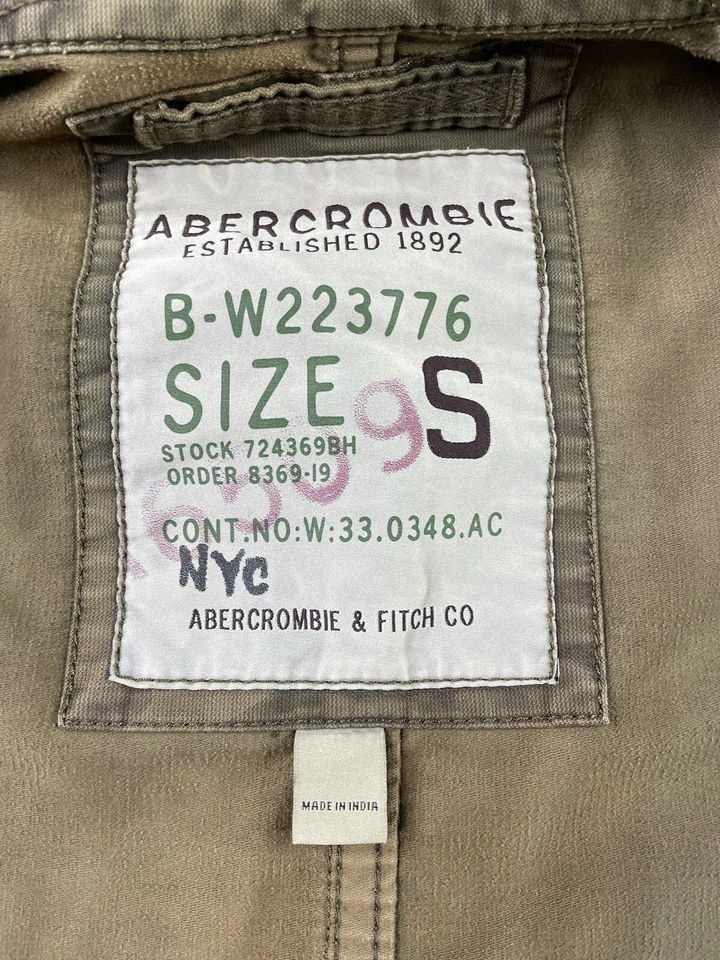 ABERCROMBIE
ESTABLISHED 1892
B-W223776
SIZE S
STOCK 724369BH
ORDER 8369-19
CONT.NO:W:33.0348.AC
NYC
ABERCROMBIE & FITCH CO
MADE IN INDIA